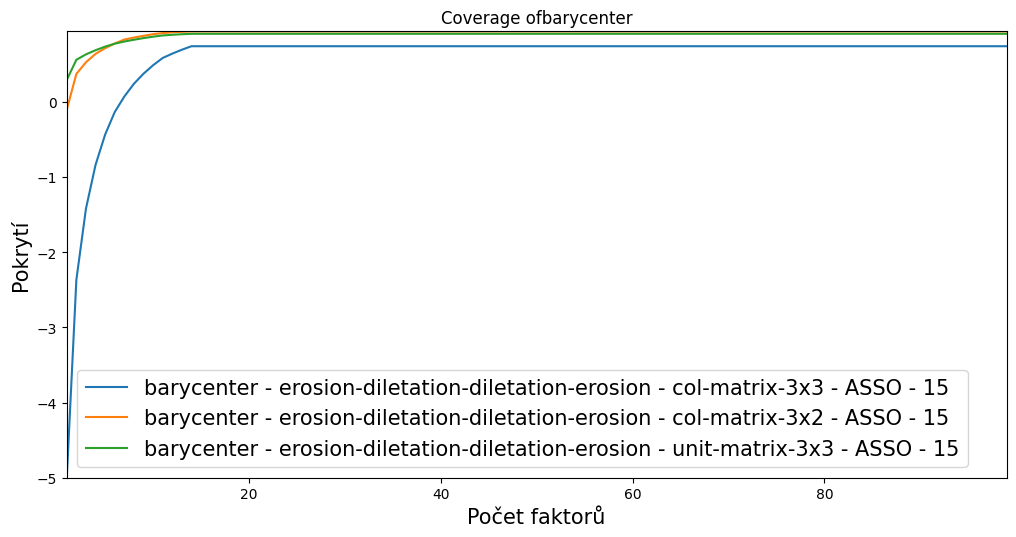 Coverage ofbarycenter
Pokrytí
0
−1
−2
−3
−4
−5
barycenter - erosion-diletation-diletation-erosion - col-matrix-3x3 - ASSO - 15
barycenter - erosion-diletation-diletation-erosion - col-matrix-3x2 - ASSO - 15
barycenter - erosion-diletation-diletation-erosion - unit-matrix-3x3 - ASSO - 15
20 40 60 80
Počet faktorů